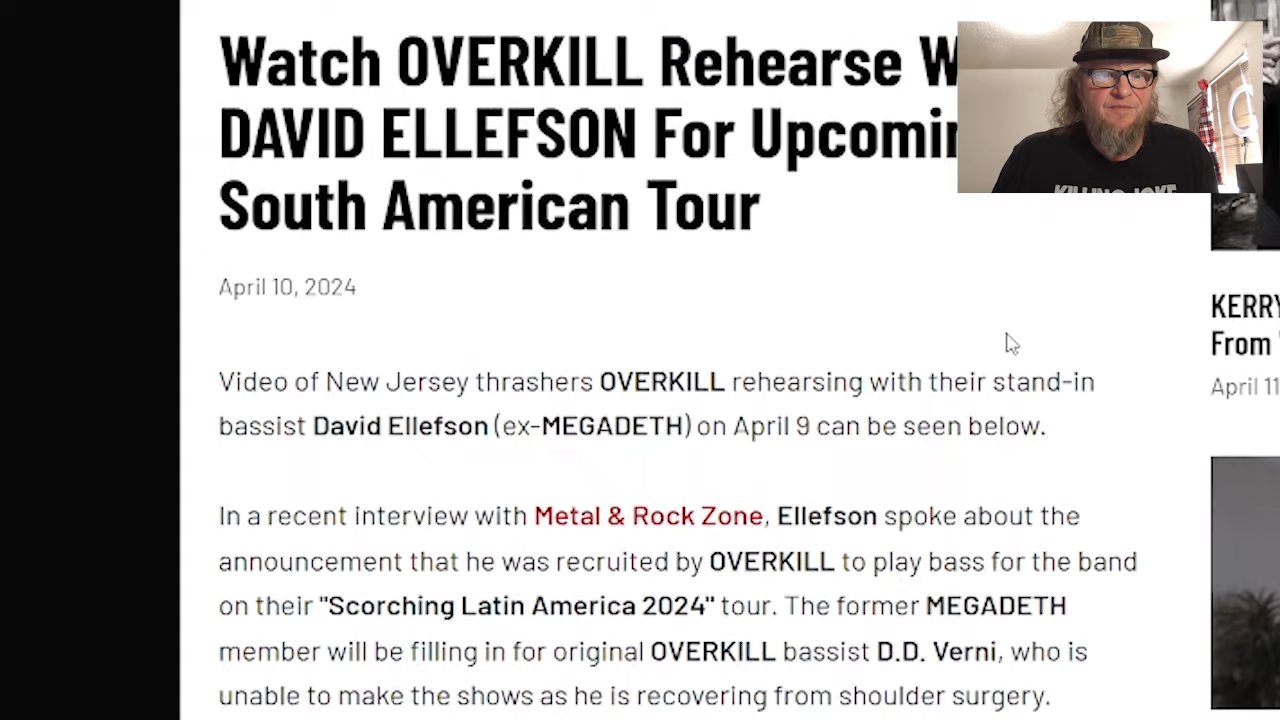 Watch OVERKILL Rehearse
DAVID ELLEFSON For
South American Tour
April 10, 2024
Video of New Jersey thrashers OVERKILL rehearsing with their stand-in
bassist David Ellefson (ex-MEGADETH) on April 9 can be seen below.
In a recent interview with Metal & Rock Zone, Ellefson spoke about the
announcement that he was recruited by OVERKILL to play bass for the band
on their "Scorching Latin America 2024" tour. The former MEGADETH
member will be filling in for original OVERKILL bassist D.D. Verni, who is
unable to make the shows as he is recovering from shoulder surgery.
KILLING JOKE
KERRY
From
April 11